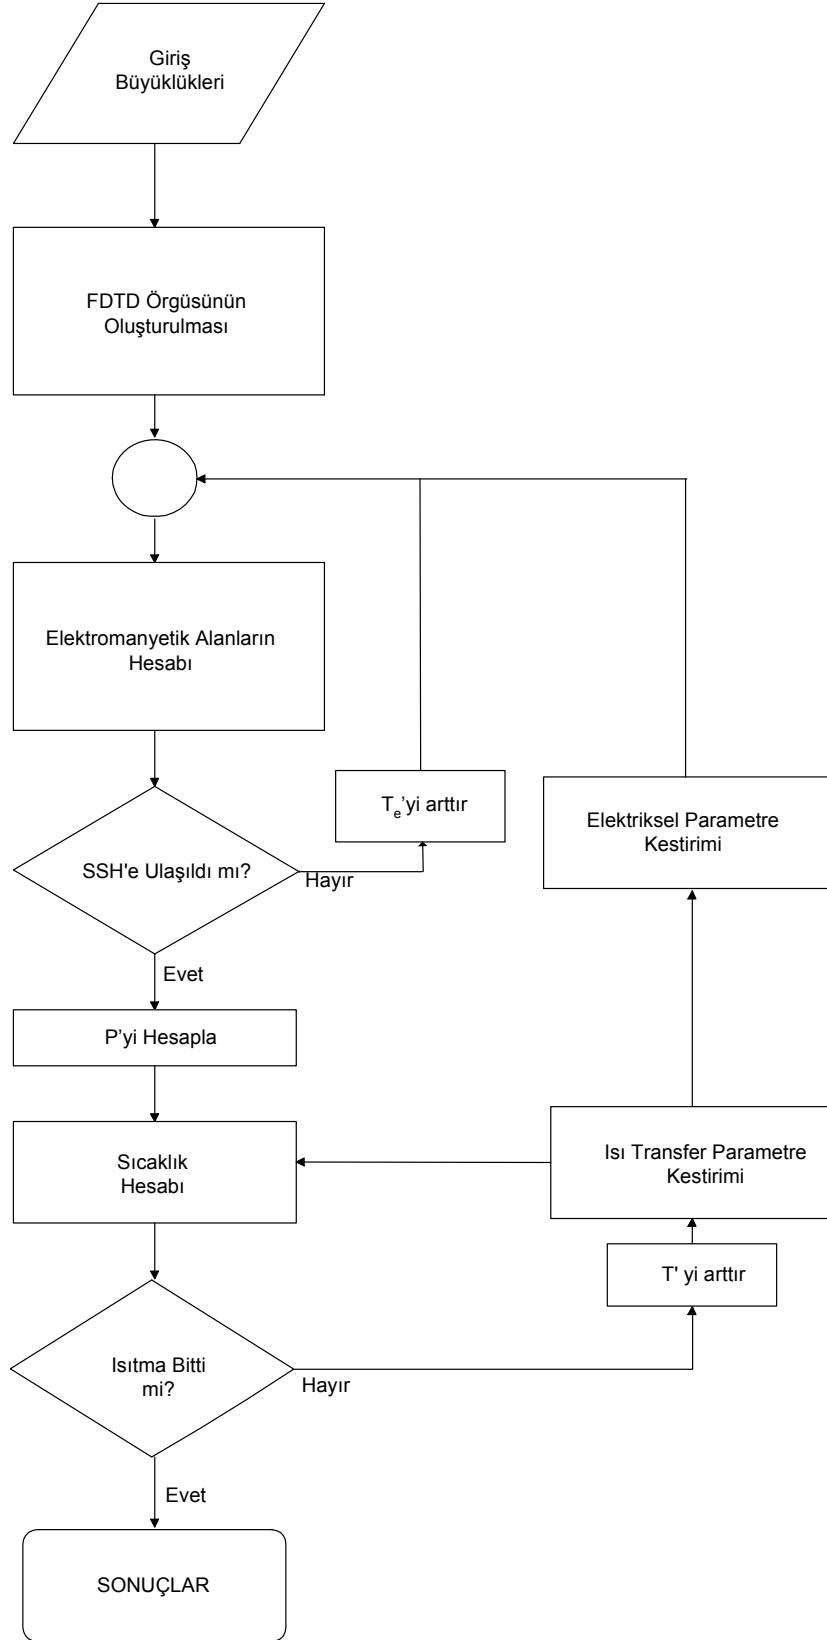 Giriş
Büyüklükleri
FDTD Örgüsünün
Oluşturulması
Elektromanyetik Alanların
Hesabı
T_e'yi arttır
Elektriksel Parametre
Kestirimi
SSH'e Ulaşıldı mı?
Hayır
Evet
P'yi Hesapla
Sıcaklık
Hesabı
Isı Transfer Parametre
Kestirimi
T' yi arttır
Isıtma Bitti
mi?
Hayır
Evet
SONUÇLAR